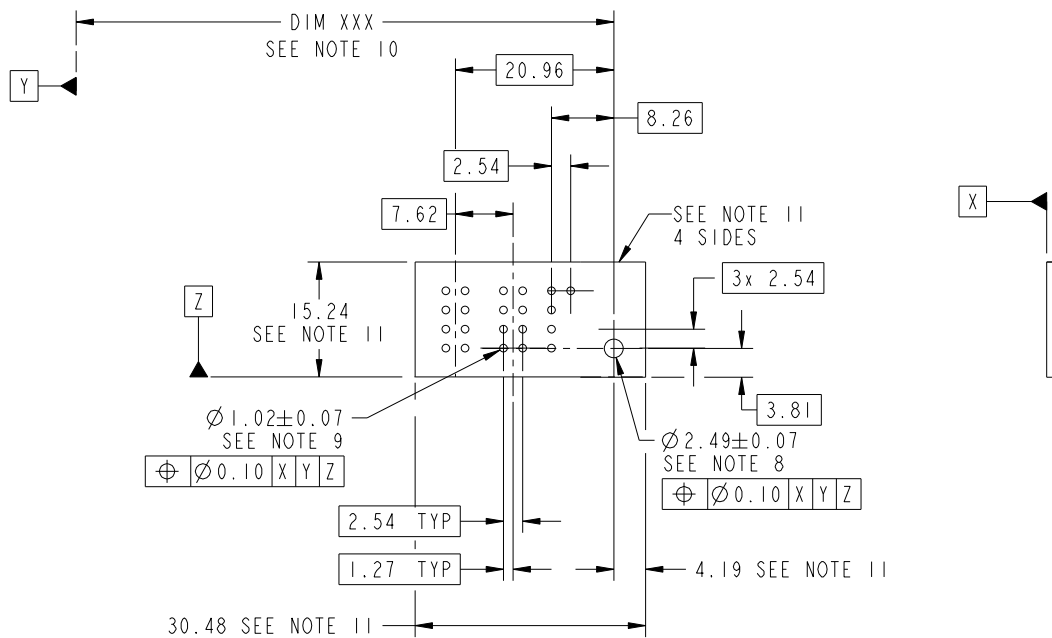 DIM XXX
SEE NOTE 10
Y
20.96
8.26
2.54
7.62
X
SEE NOTE 11
4 SIDES
3x 2.54
Z
15.24
SEE NOTE 11
3.81
Ø1.02±0.07
SEE NOTE 9
⌖ Ø0.10 X Y Z
Ø2.49±0.07
SEE NOTE 8
⌖ Ø0.10 X Y Z
2.54 TYP
1.27 TYP
4.19 SEE NOTE 11
30.48 SEE NOTE 11